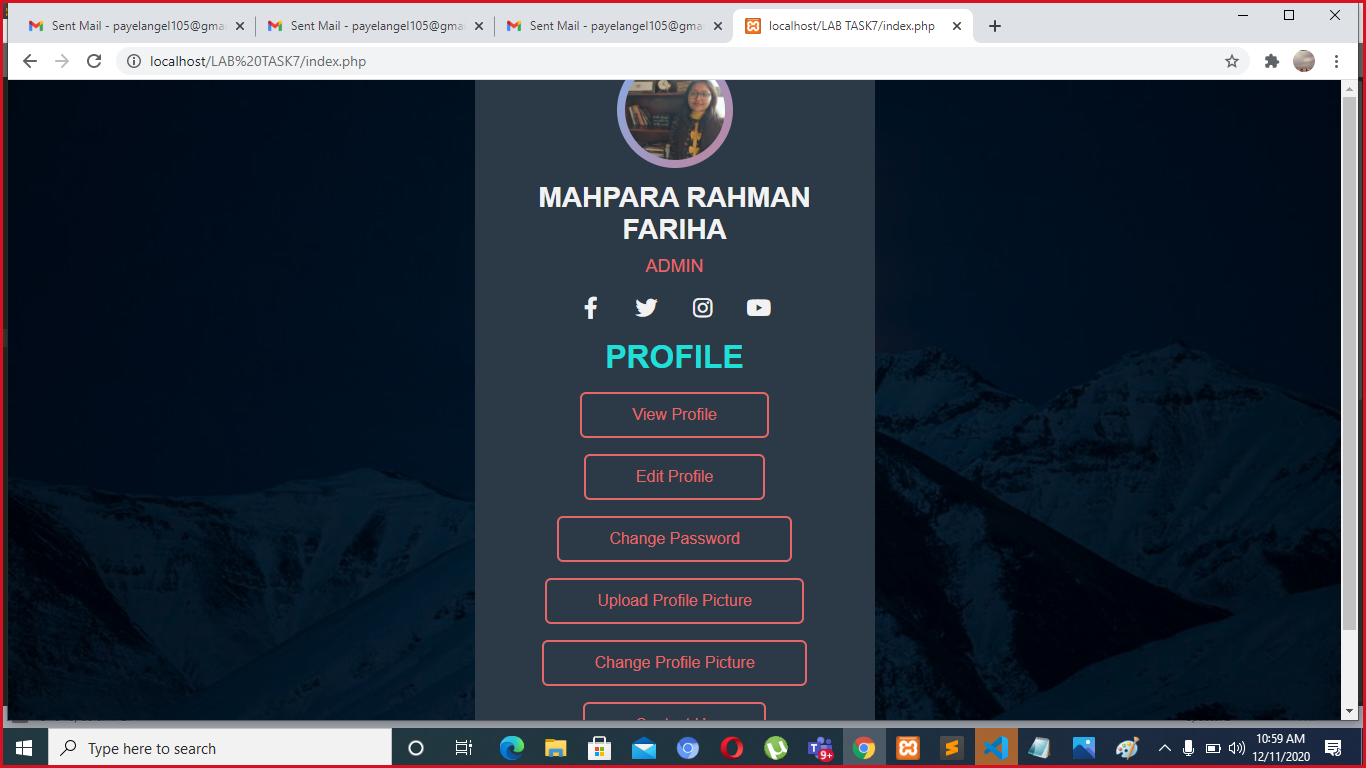 Sent Mail - payelangel105@gma
Sent Mail - payelangel105@gma
Sent Mail - payelangel105@gma
localhost/LAB TASK7/index.php
localhost/LAB%20TASK7/index.php
MAHPARA RAHMAN
FARIHA
ADMIN
PROFILE
View Profile
Edit Profile
Change Password
Upload Profile Picture
Change Profile Picture
Type here to search
9+
10:59 AM
12/11/2020